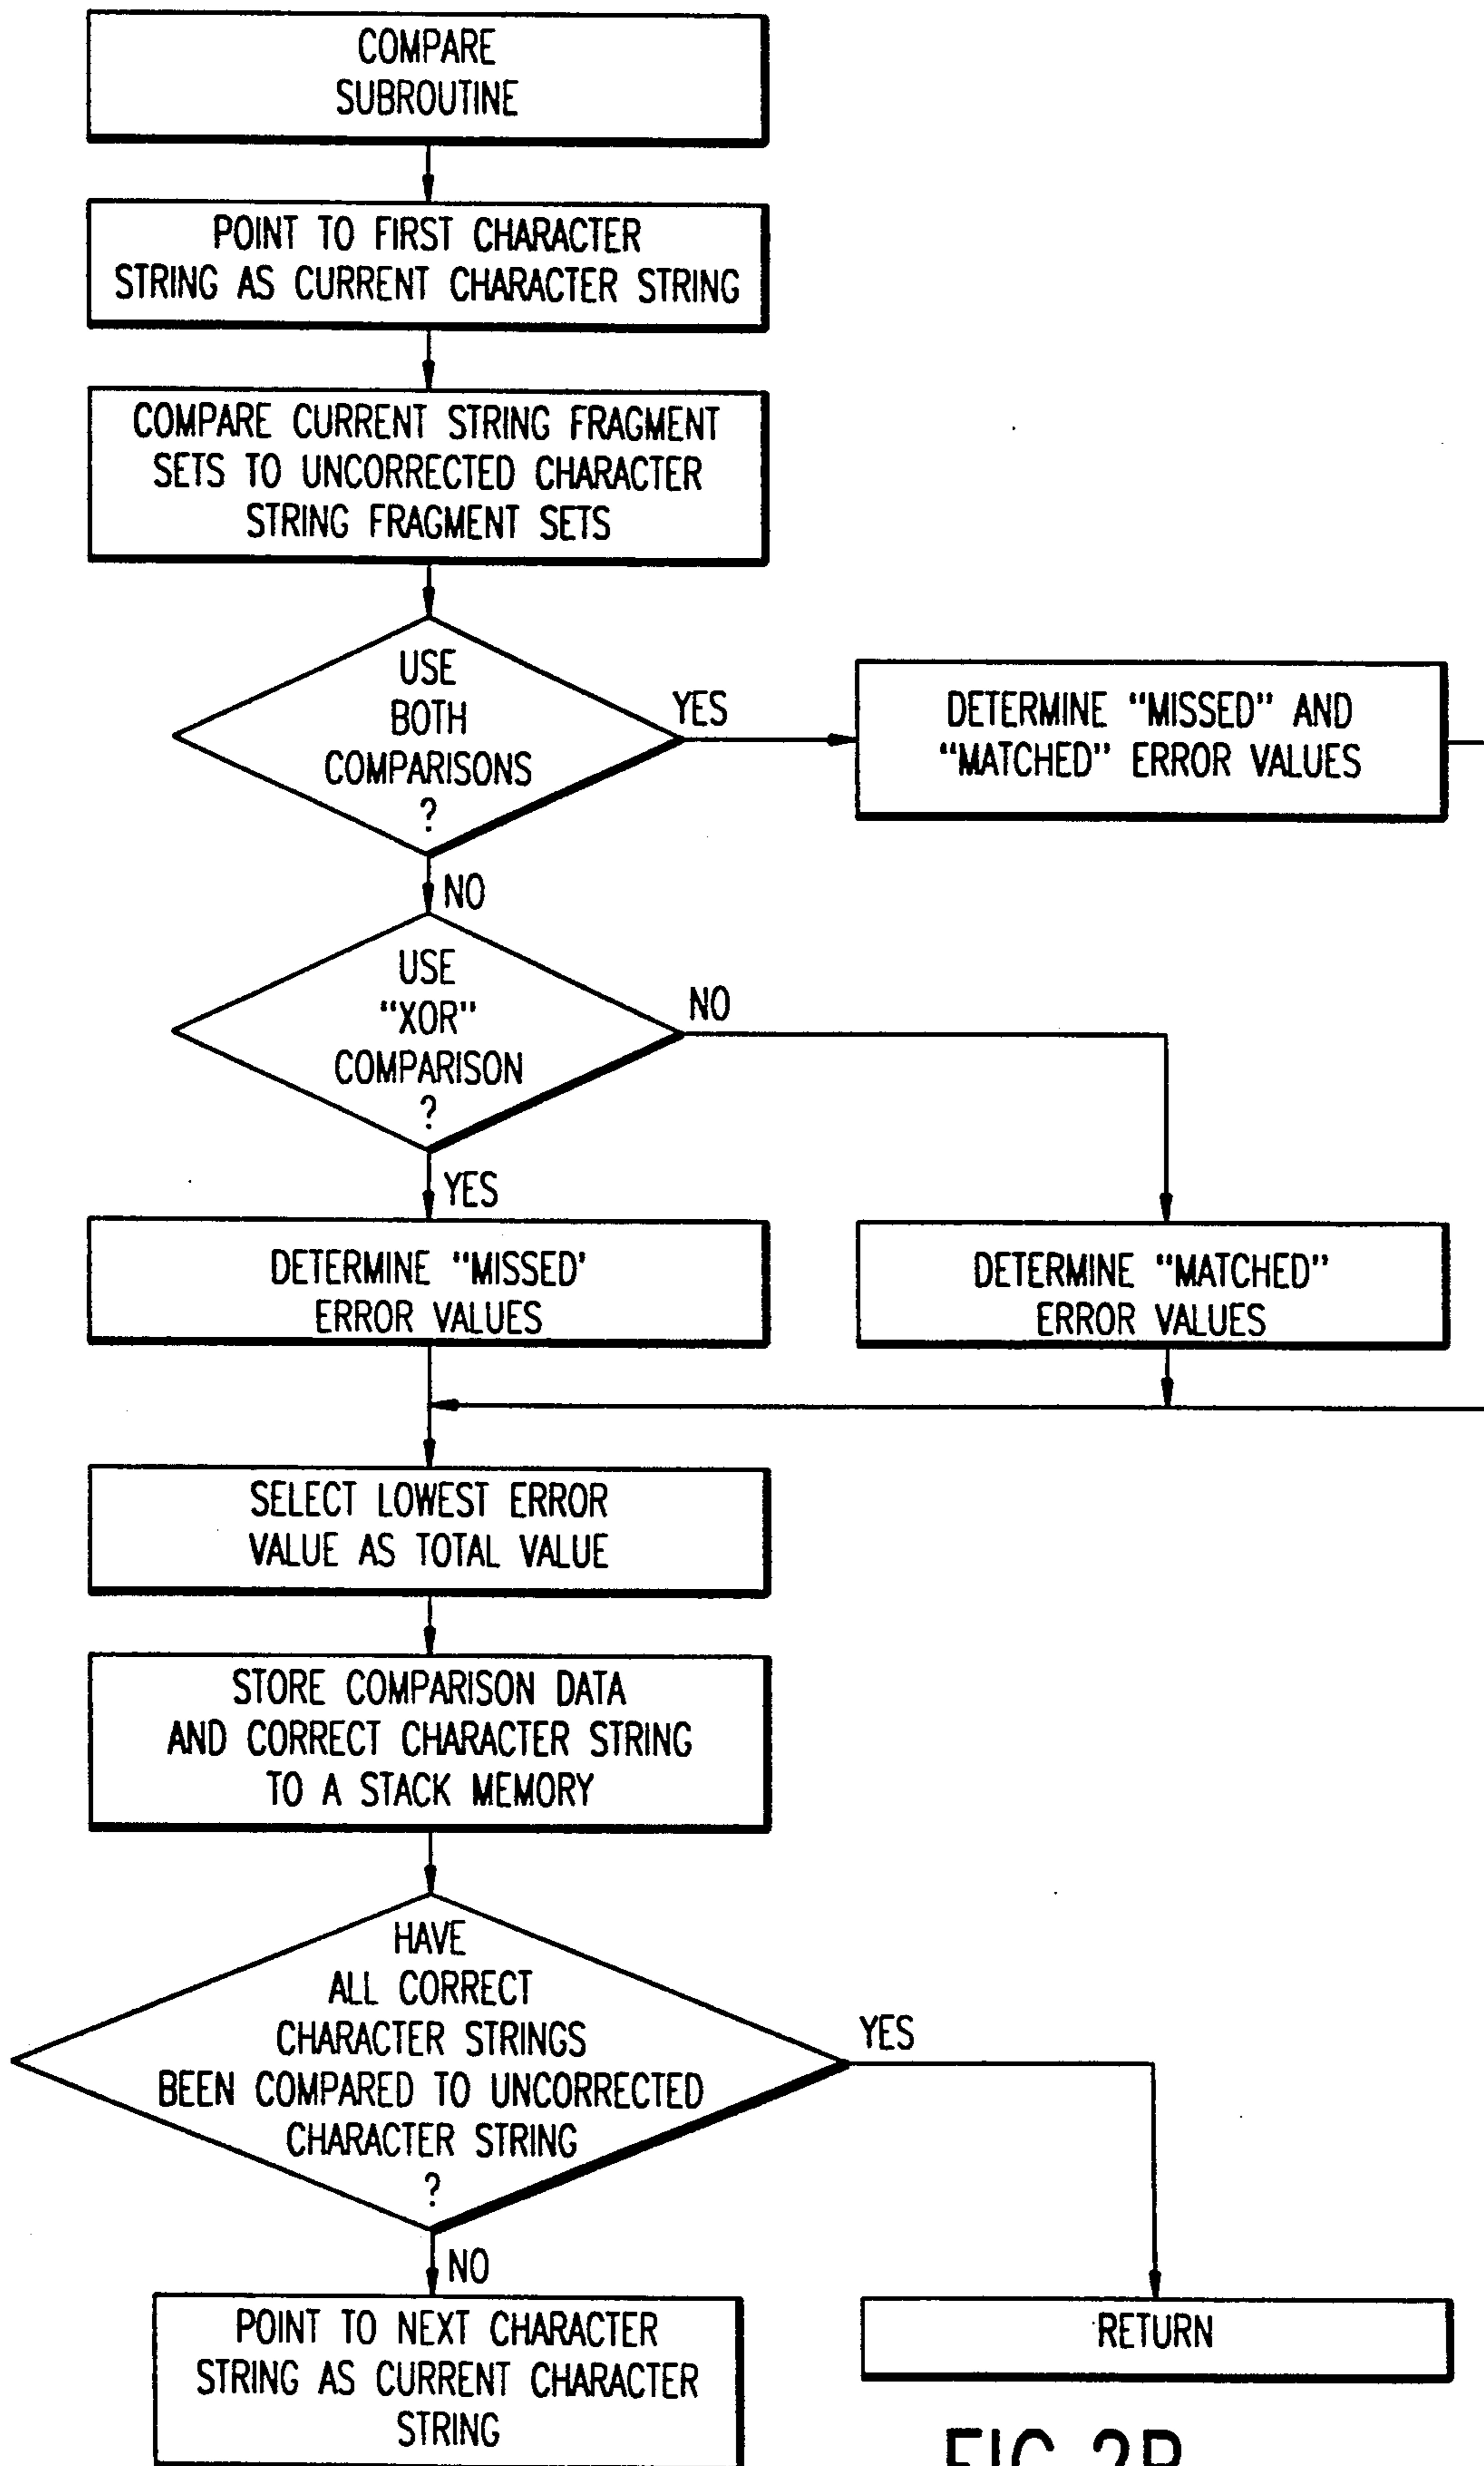 COMPARE
SUBROUTINE
POINT TO FIRST CHARACTER
STRING AS CURRENT CHARACTER STRING
COMPARE CURRENT STRING FRAGMENT
SETS TO UNCORRECTED CHARACTER
STRING FRAGMENT SETS
USE
BOTH
COMPARISONS
?
YES
DETERMINE "MISSED" AND
"MATCHED" ERROR VALUES
NO
USE
"XOR"
COMPARISON
?
NO
YES
DETERMINE "MISSED'
ERROR VALUES
DETERMINE "MATCHED"
ERROR VALUES
SELECT LOWEST ERROR
VALUE AS TOTAL VALUE
STORE COMPARISON DATA
AND CORRECT CHARACTER STRING
TO A STACK MEMORY
HAVE
ALL CORRECT
CHARACTER STRINGS
BEEN COMPARED TO UNCORRECTED
CHARACTER STRING
?
YES
NO
POINT TO NEXT CHARACTER
STRING AS CURRENT CHARACTER
STRING
RETURN
FIG. 2B